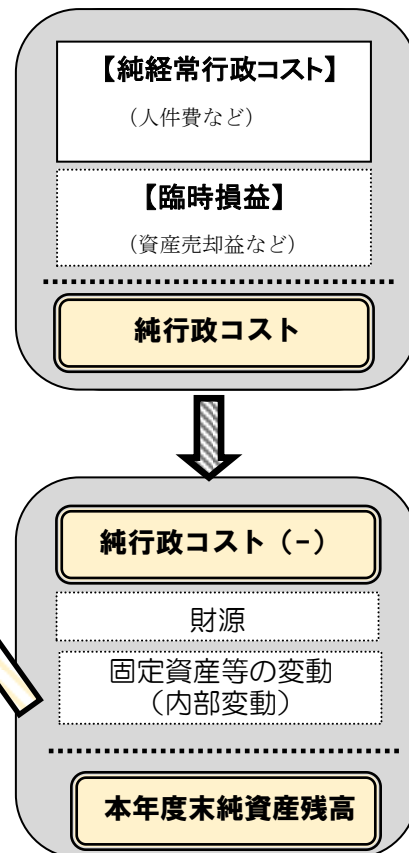 【純経常行政コスト】
（人件費など）
【臨時損益】
（資産売却益など）
純行政コスト
純行政コスト（-）
財源
固定資産等の変動
（内部変動）
本年度末純資産残高